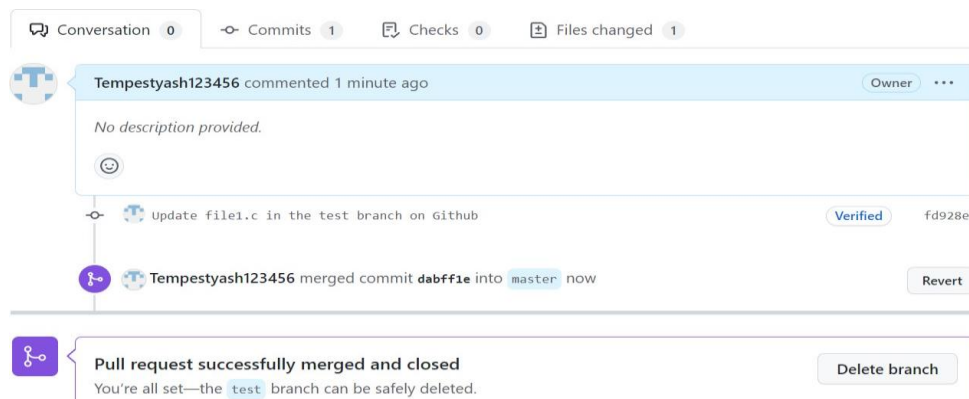 Conversation 0 Commits 1 Checks 0 Files changed 1
Tempestyash123456 commented 1 minute ago Owner ...
No description provided.
Update file1.c in the test branch on Github Verified fd928e
Tempestyash123456 merged commit dabff1e into master now Revert
Pull request successfully merged and closed Delete branch
You're all set—the test branch can be safely deleted.